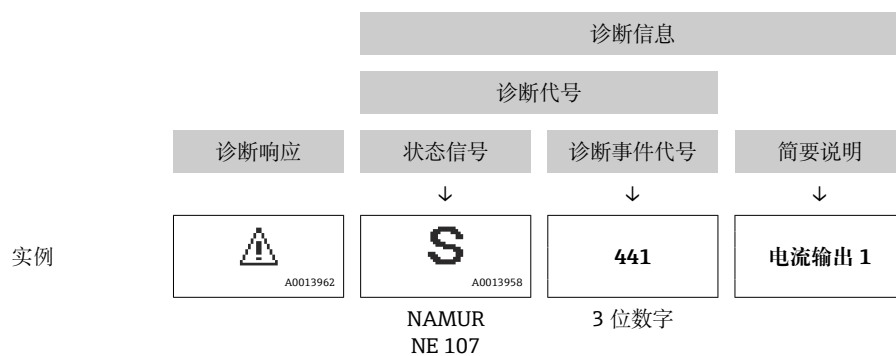 诊断信息
诊断代号
诊断响应 状态信号 诊断事件代号 简要说明
↓ ↓ ↓
实例 ⚠ S 441 电流输出 1
A0013962 A0013958
NAMUR 3 位数字
NE 107